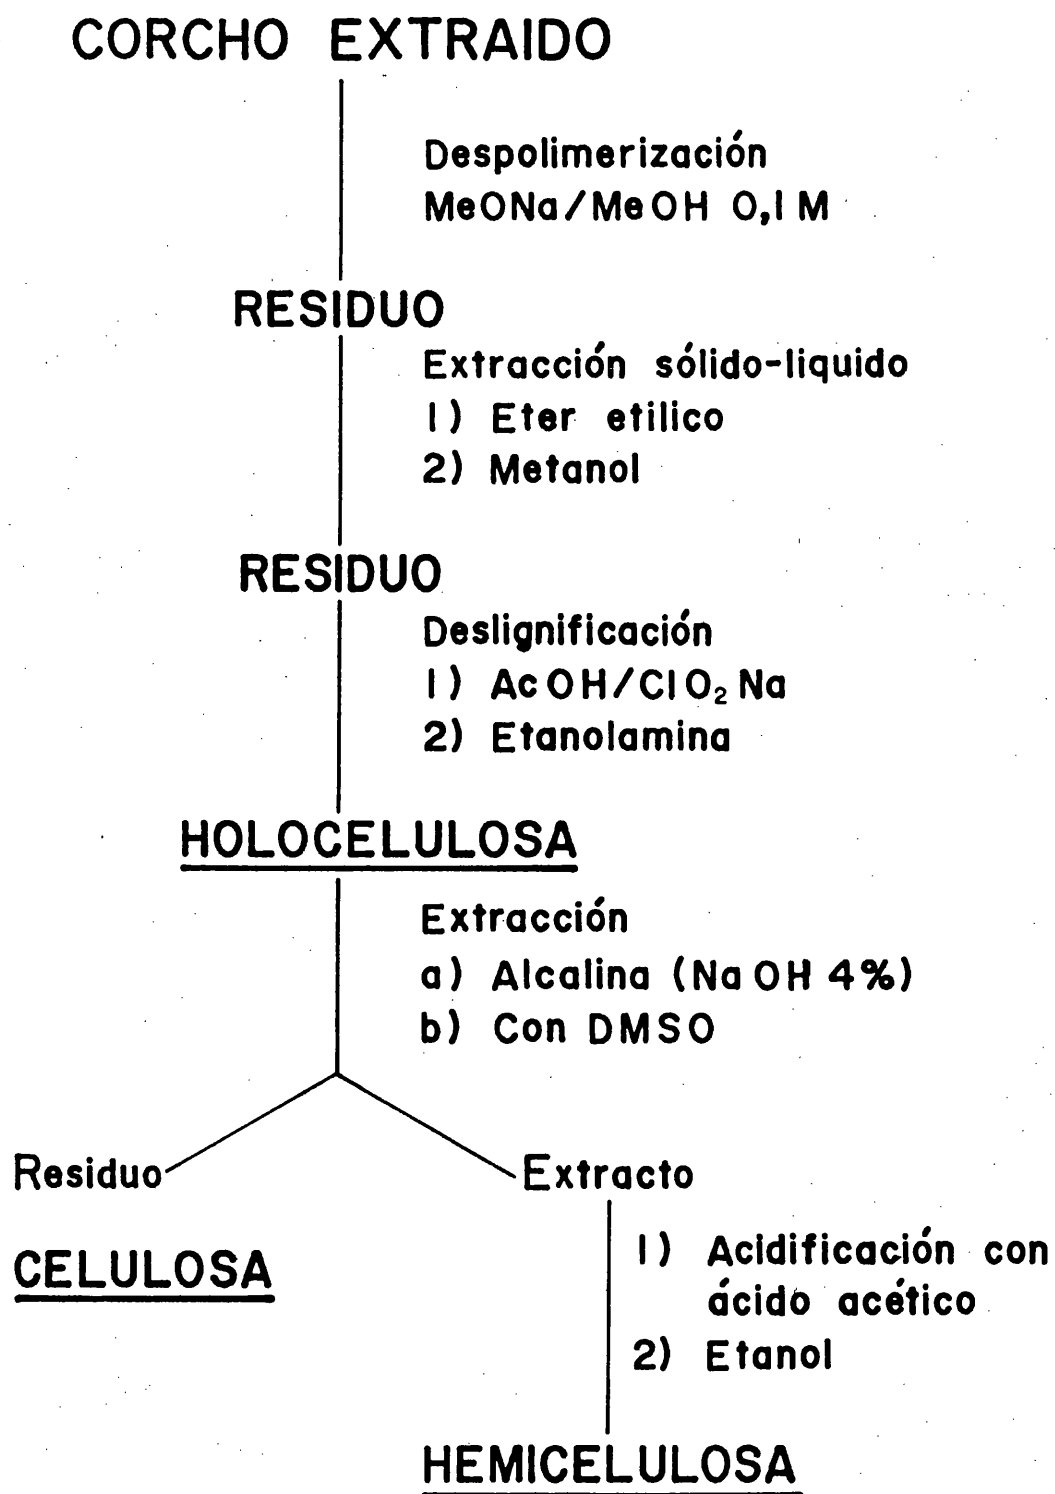 CORCHO EXTRAIDO
Despolimerización
MeONa/MeOH 0,1 M
RESIDUO
Extracción sólido-liquido
1) Eter etilico
2) Metanol
RESIDUO
Deslignificación
1) AcOH/ClO₂Na
2) Etanolamina
HOLOCELULOSA
Extracción
a) Alcalina (NaOH 4%)
b) Con DMSO
Residuo
Extracto
CELULOSA
1) Acidificación con
ácido acético
2) Etanol
HEMICELULOSA